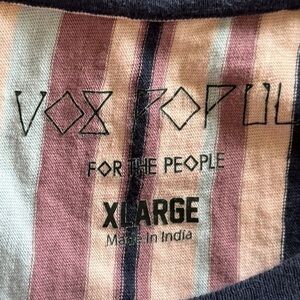 VOX POPUL
FOR THE PEOPLE
XLARGE
Made in India